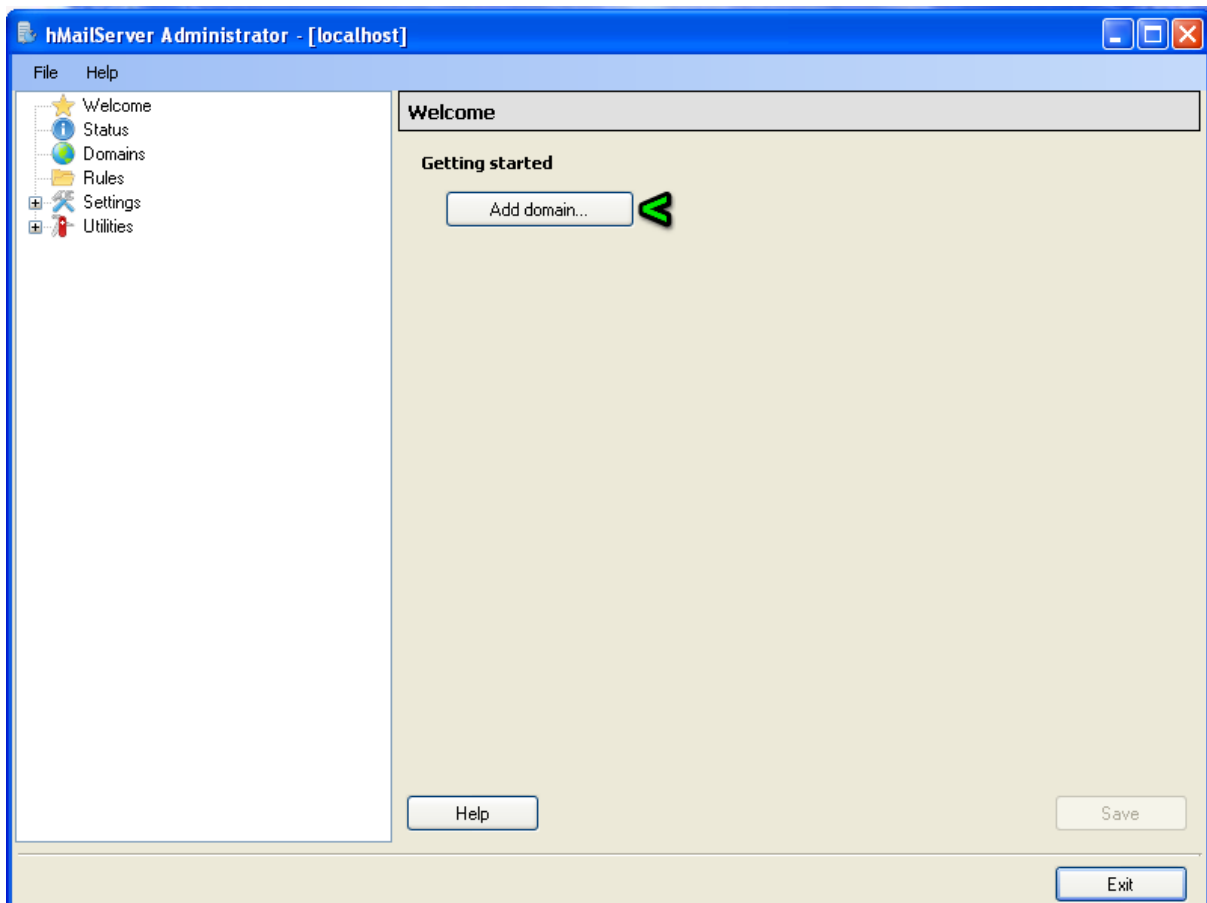 hMailServer Administrator - [localhost]
File Help
Welcome
Status
Domains
Rules
Settings
Utilities
Welcome
Getting started
Add domain...
Help
Save
Exit